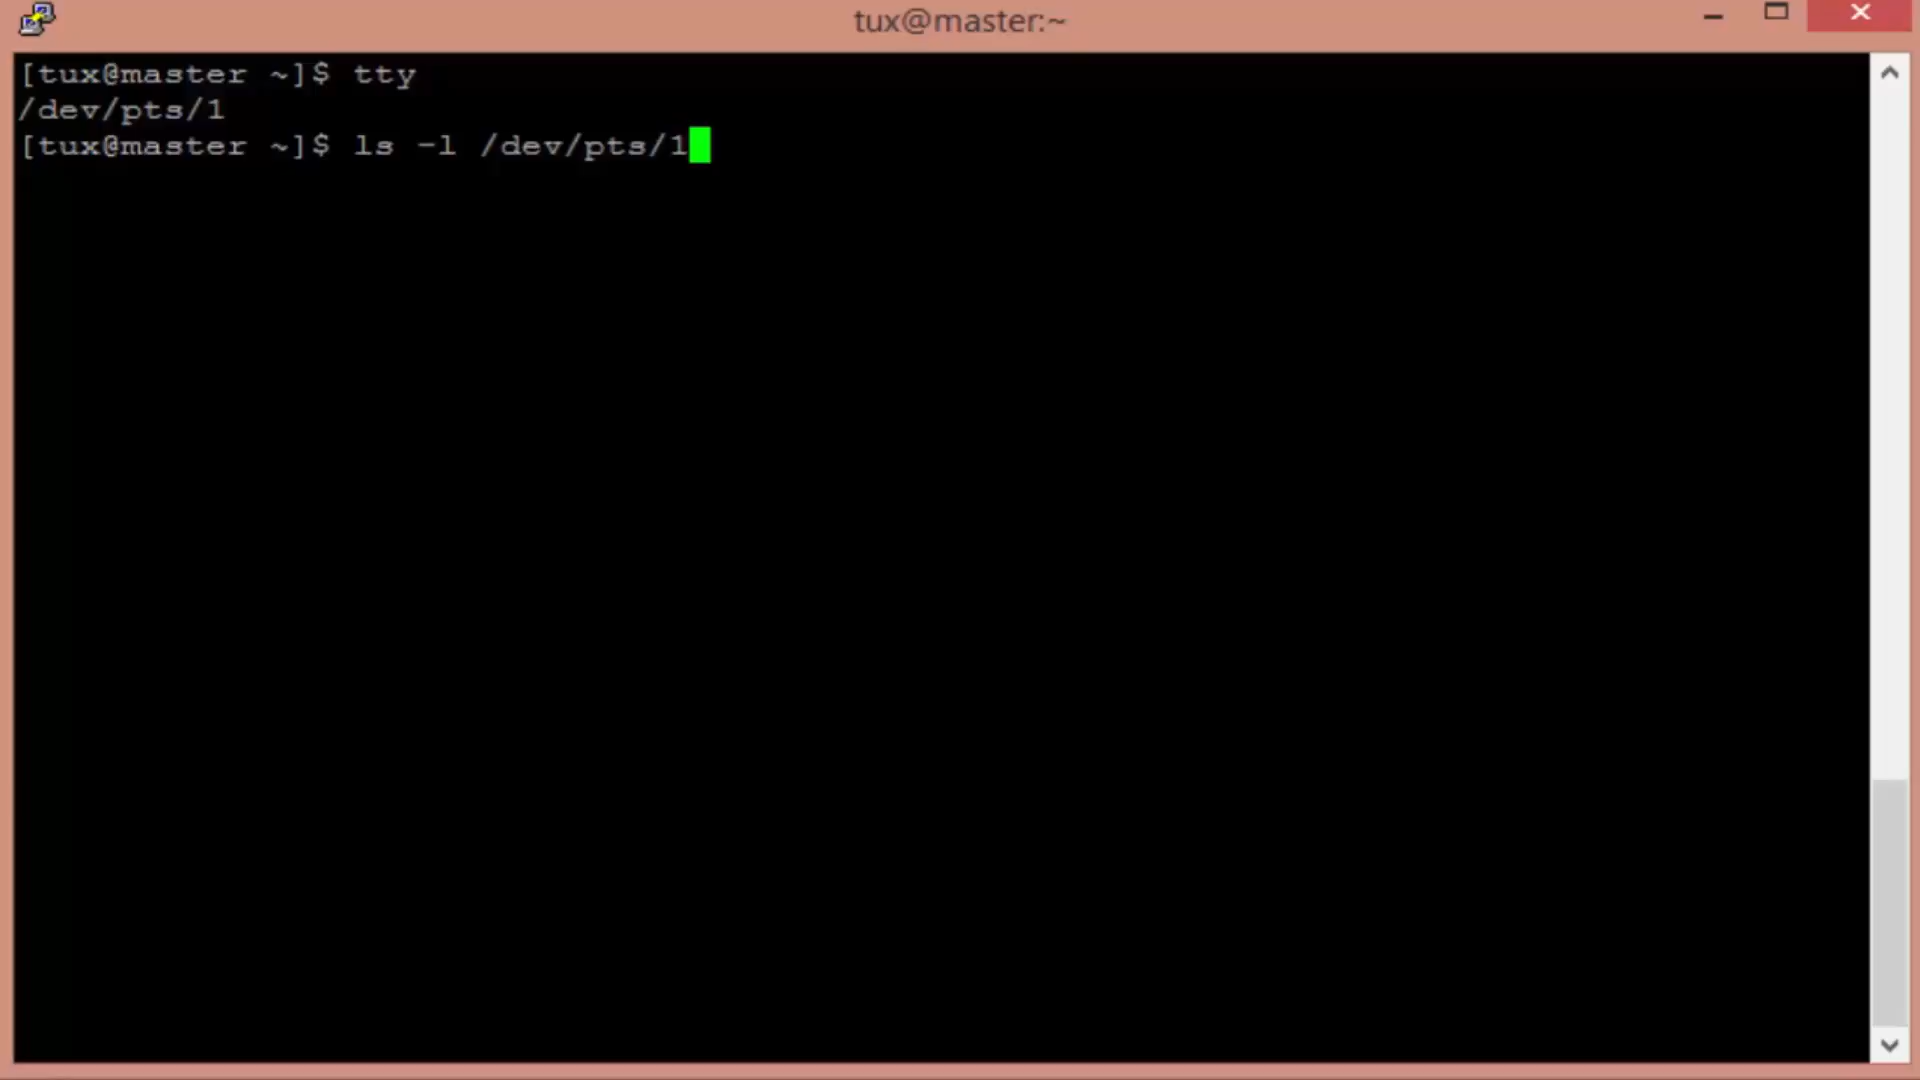 tux@master:~
[tux@master ~]$ tty
/dev/pts/1
[tux@master ~]$ ls -l /dev/pts/1